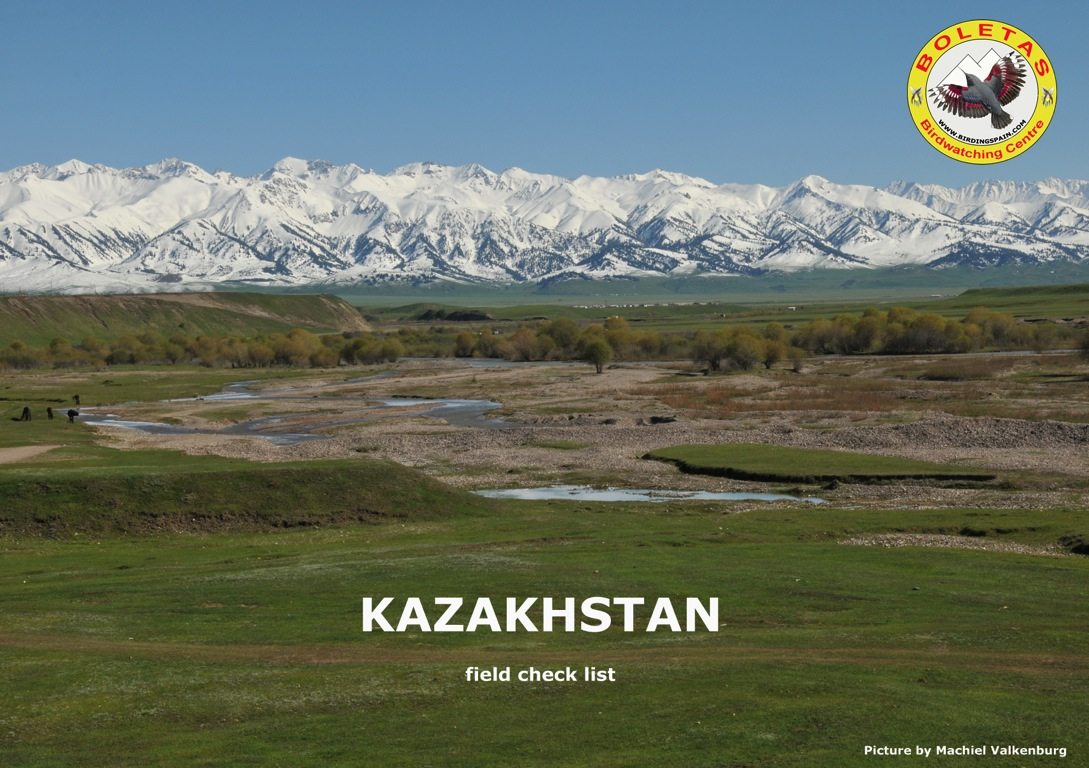 BOLETAS
WWW.BIRDINGSPAIN.COM
Birdwatching Centre
KAZAKHSTAN
field check list
Picture by Machiel Valkenburg